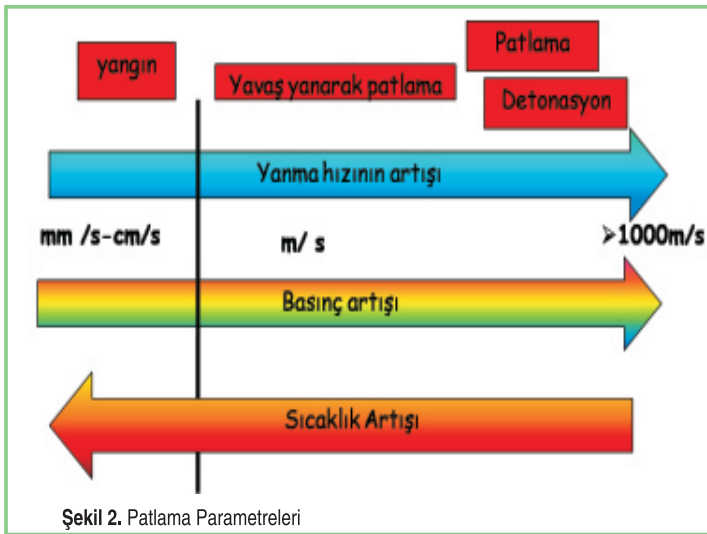 yangın
Yavaş yanarak patlama
Patlama
Detonasyon
Yanma hızının artışı
mm /s-cm/s
m/ s
➢1000m/s
Basınç artışı
Sıcaklık Artışı
Şekil 2. Patlama Parametreleri